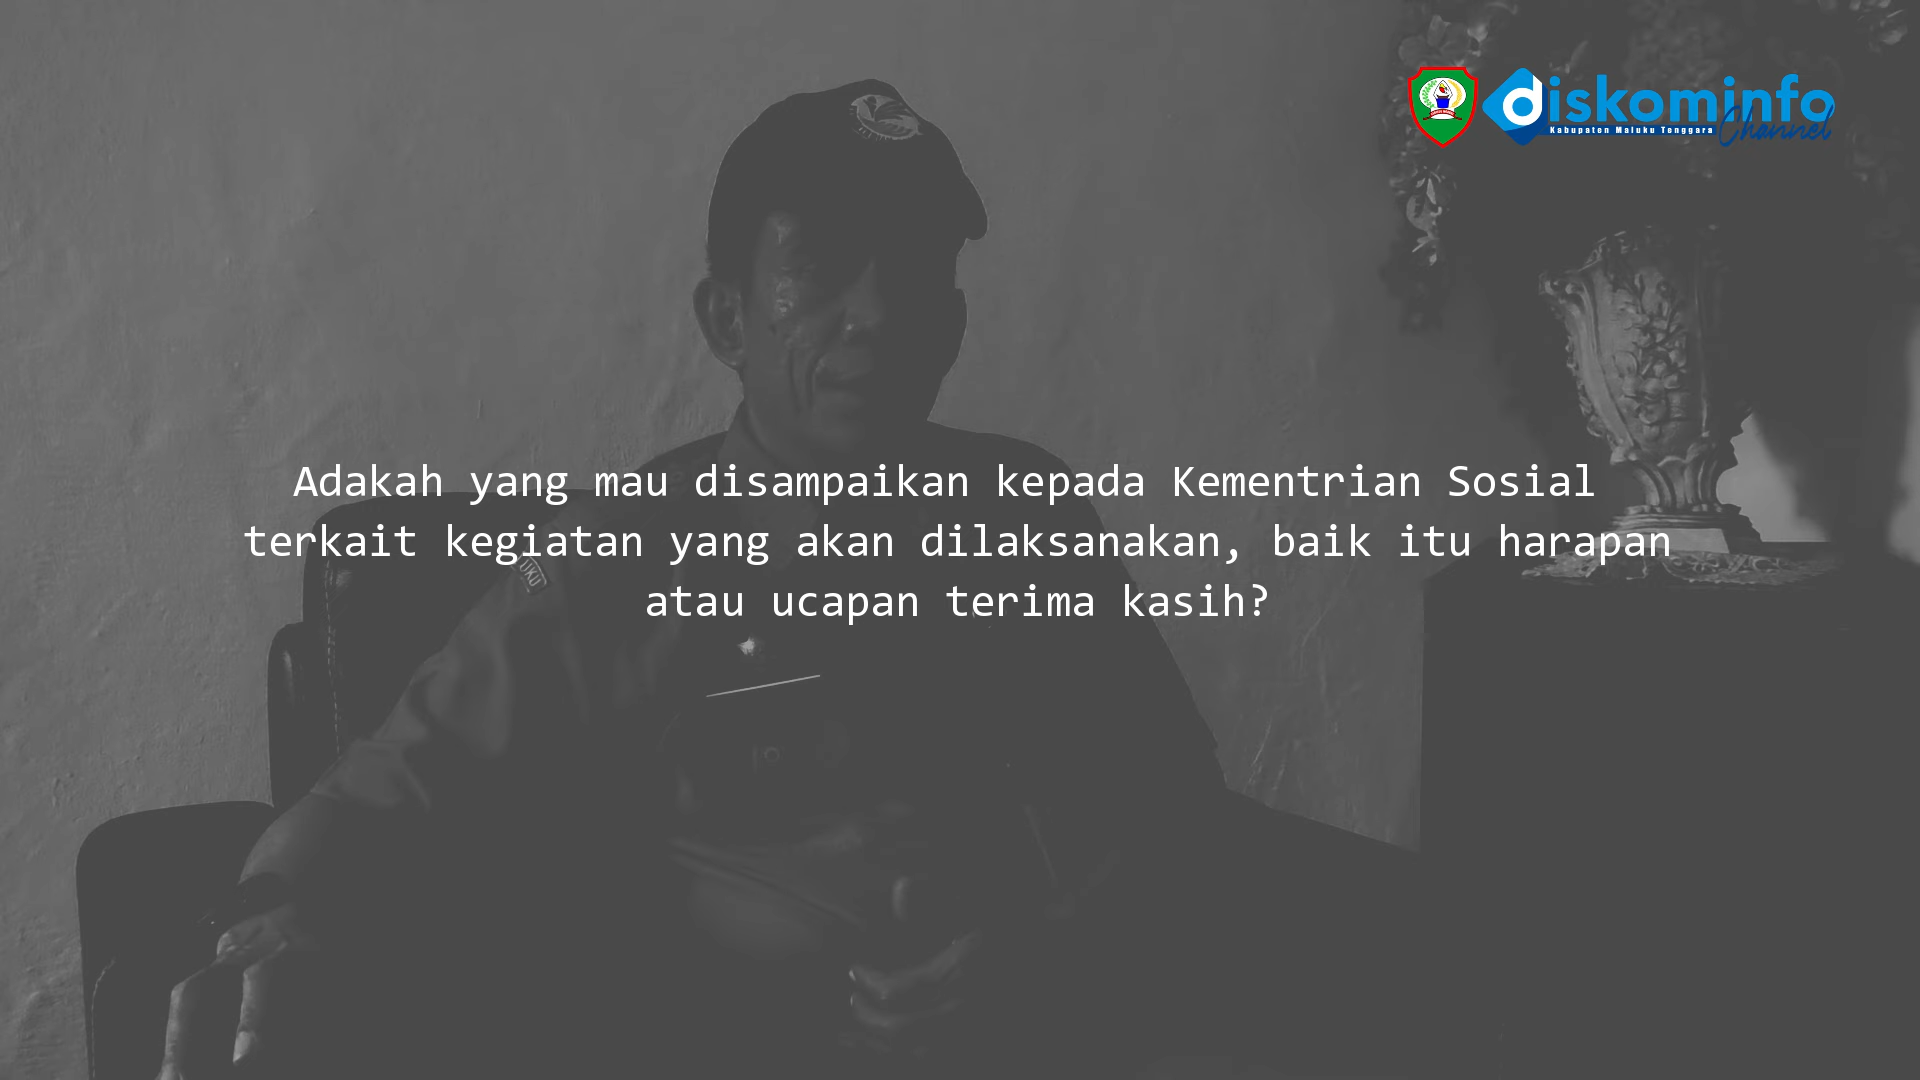 diskominfo
Kabupaten Maluku Tenggara
Channel
Adakah yang mau disampaikan kepada Kementrian Sosial
terkait kegiatan yang akan dilaksanakan, baik itu harapan
atau ucapan terima kasih?
UKU